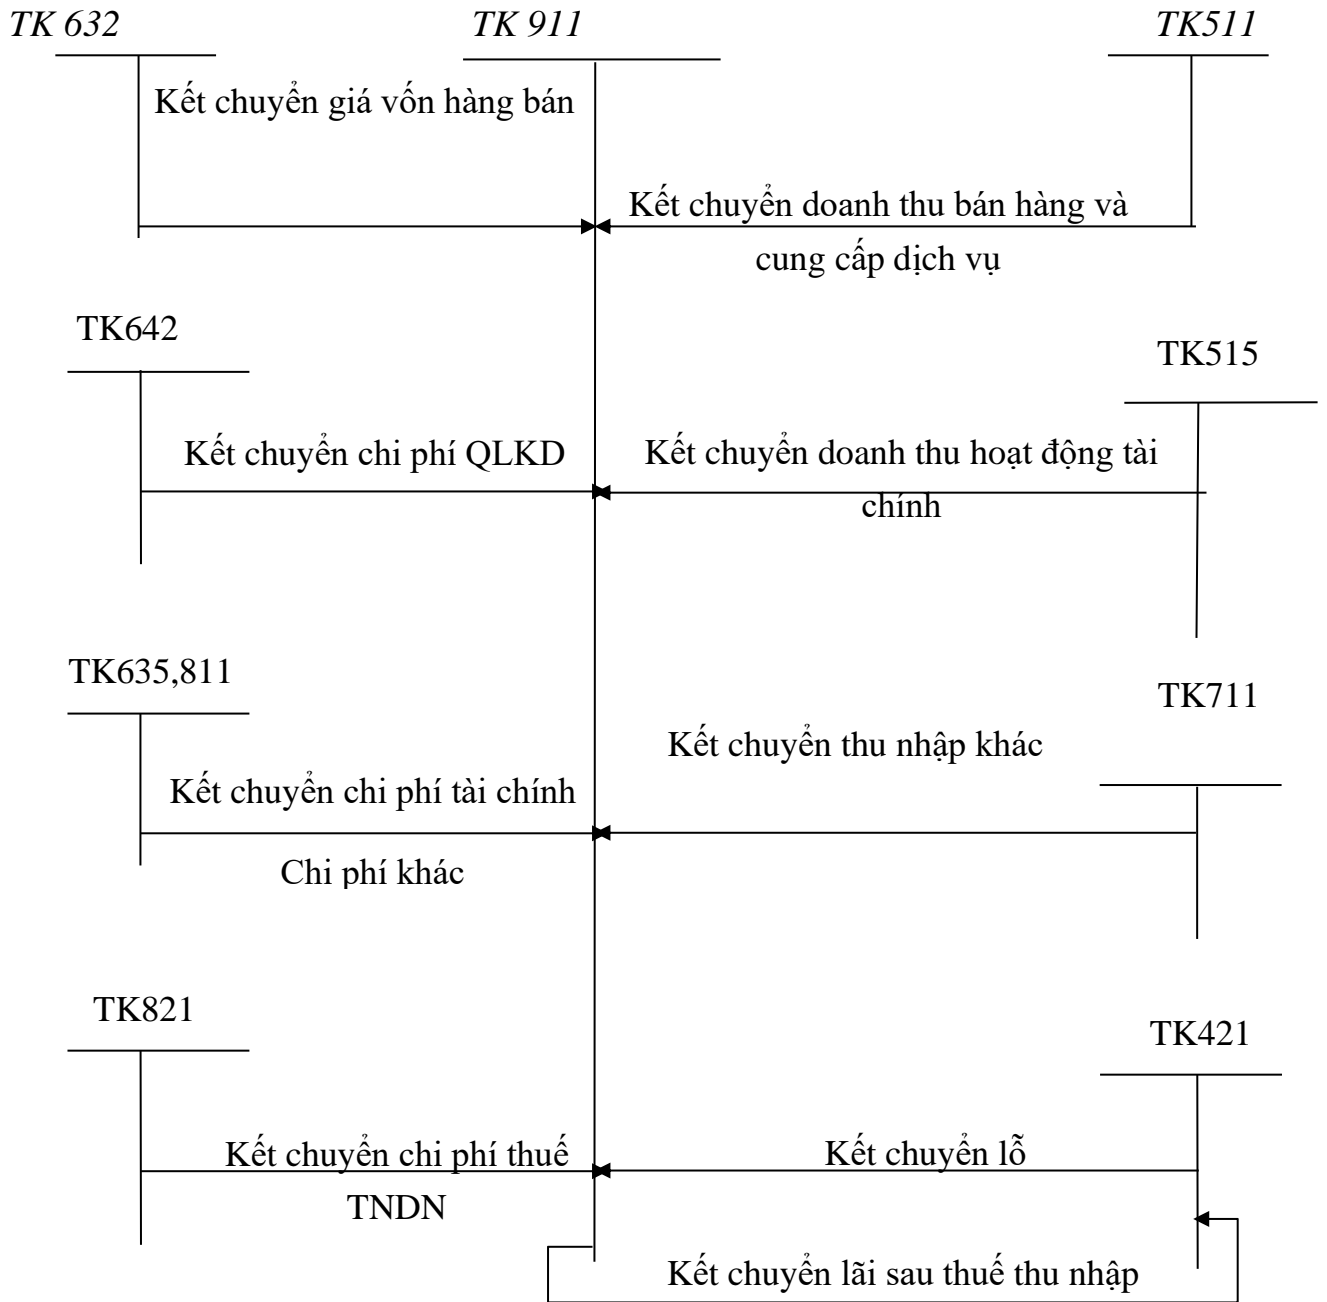 TK 632
TK 911
TK511
Kết chuyển giá vốn hàng bán
Kết chuyển doanh thu bán hàng và
cung cấp dịch vụ
TK642
TK515
Kết chuyển chi phí QLKD
Kết chuyển doanh thu hoạt động tài
chính
TK635,811
TK711
Kết chuyển thu nhập khác
Kết chuyển chi phí tài chính
Chi phí khác
TK821
TK421
Kết chuyển chi phí thuế
TNDN
Kết chuyển lỗ
Kết chuyển lãi sau thuế thu nhập